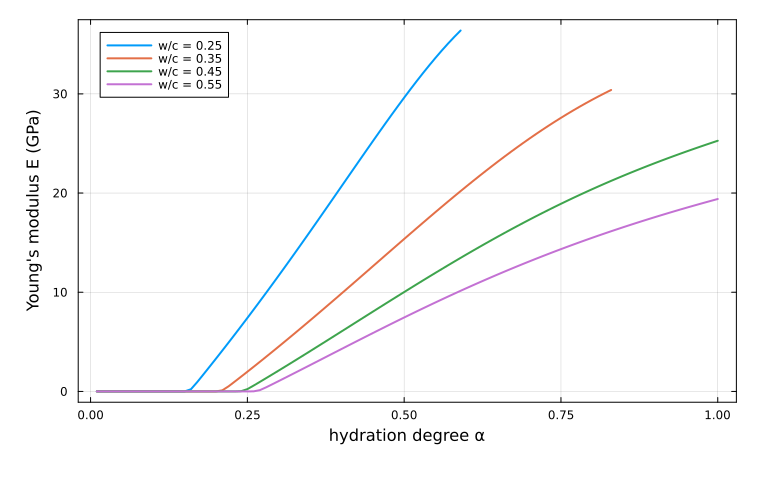 w/c = 0.25
w/c = 0.35
w/c = 0.45
w/c = 0.55
Young's modulus E (GPa)
30
20
10
0
0.00 0.25 0.50 0.75 1.00
hydration degree α